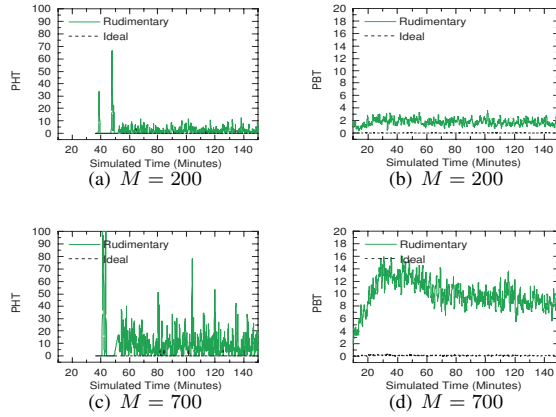 100
90
80
70
60
50
40
30
20
10
0
PHT
Rudimentary
Ideal
20 40 60 80 100 120 140
Simulated Time (Minutes)
(a) M = 200
20
18
16
14
12
10
8
6
4
2
0
PBT
Rudimentary
Ideal
20 40 60 80 100 120 140
Simulated Time (Minutes)
(b) M = 200
100
90
80
70
60
50
40
30
20
10
0
PHT
Rudimentary
Ideal
20 40 60 80 100 120 140
Simulated Time (Minutes)
(c) M = 700
20
18
16
14
12
10
8
6
4
2
0
PBT
Rudimentary
Ideal
20 40 60 80 100 120 140
Simulated Time (Minutes)
(d) M = 700